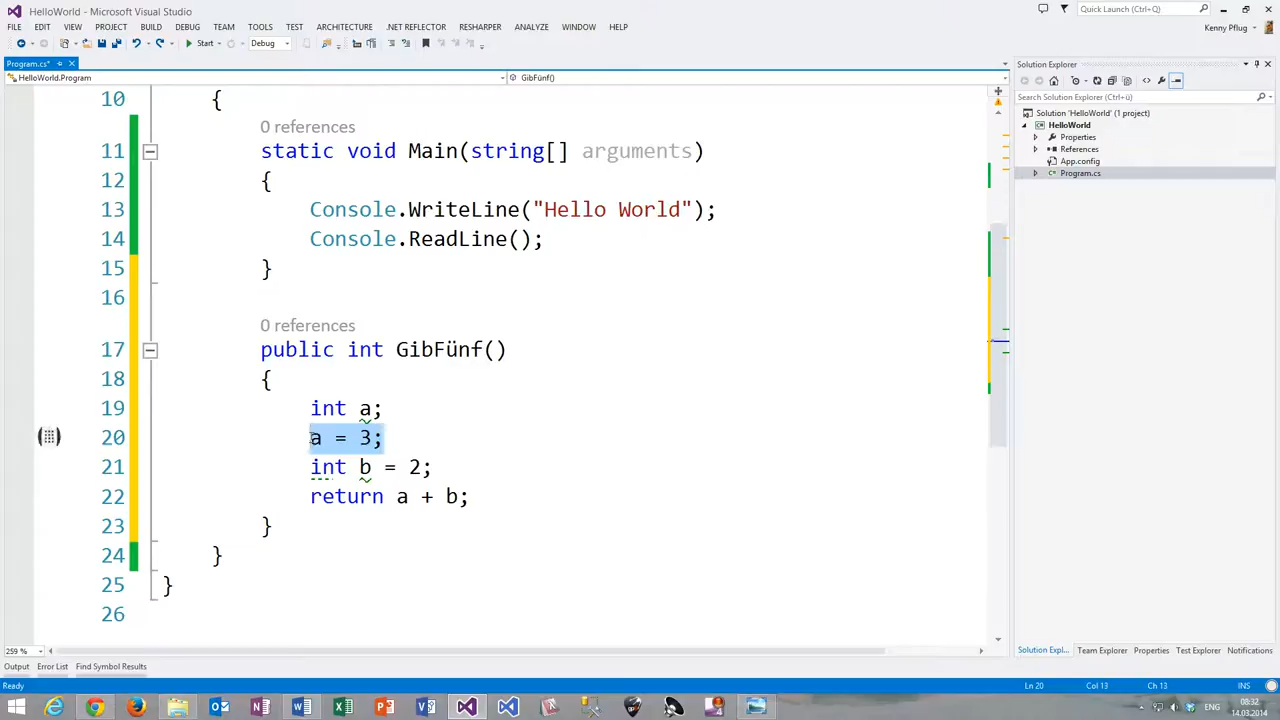 HelloWorld - Microsoft Visual Studio
Quick Launch (Ctrl+Q)
FILE EDIT VIEW PROJECT BUILD DEBUG TEAM TOOLS TEST ARCHITECTURE .NET REFLECTOR RESHARPER ANALYZE WINDOW HELP
Kenny Pflug
Start Debug
Program.cs*
HelloWorld.Program GibFünf()
10 {
0 references
11 static void Main(string[] arguments)
12 {
13 Console.WriteLine("Hello World");
14 Console.ReadLine();
15 }
16
0 references
17 public int GibFünf()
18 {
19 int a;
20 a = 3;
21 int b = 2;
22 return a + b;
23 }
24 }
25 }
26
259 %
Solution Explorer
Search Solution Explorer (Ctrl+ü)
Solution 'HelloWorld' (1 project)
HelloWorld
Properties
References
App.config
Program.cs
Solution Expl... Team Explorer Properties Test Explorer Notifications
Output Error List Find Symbol Results
Ready Ln 20 Col 13 Ch 13 INS
ENG 08:32
14.03.2014